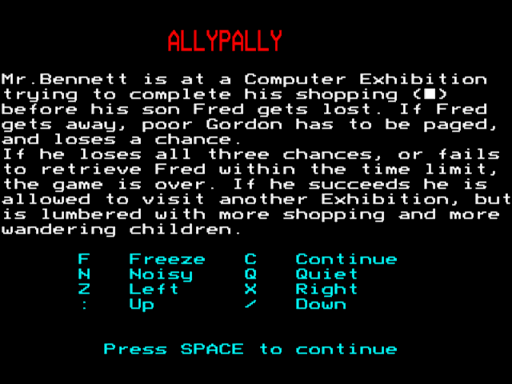 ALLYPALLY
Mr.Bennett is at a Computer Exhibition
trying to complete his shopping (■)
before his son Fred gets lost. If Fred
gets away, poor Gordon has to be paged,
and loses a chance.
If he loses all three chances, or fails
to retrieve Fred within the time limit,
the game is over. If he succeeds he is
allowed to visit another Exhibition, but
is lumbered with more shopping and more
wandering children.
F Freeze C Continue
N Noisy Q Quiet
Z Left X Right
: Up / Down
Press SPACE to continue